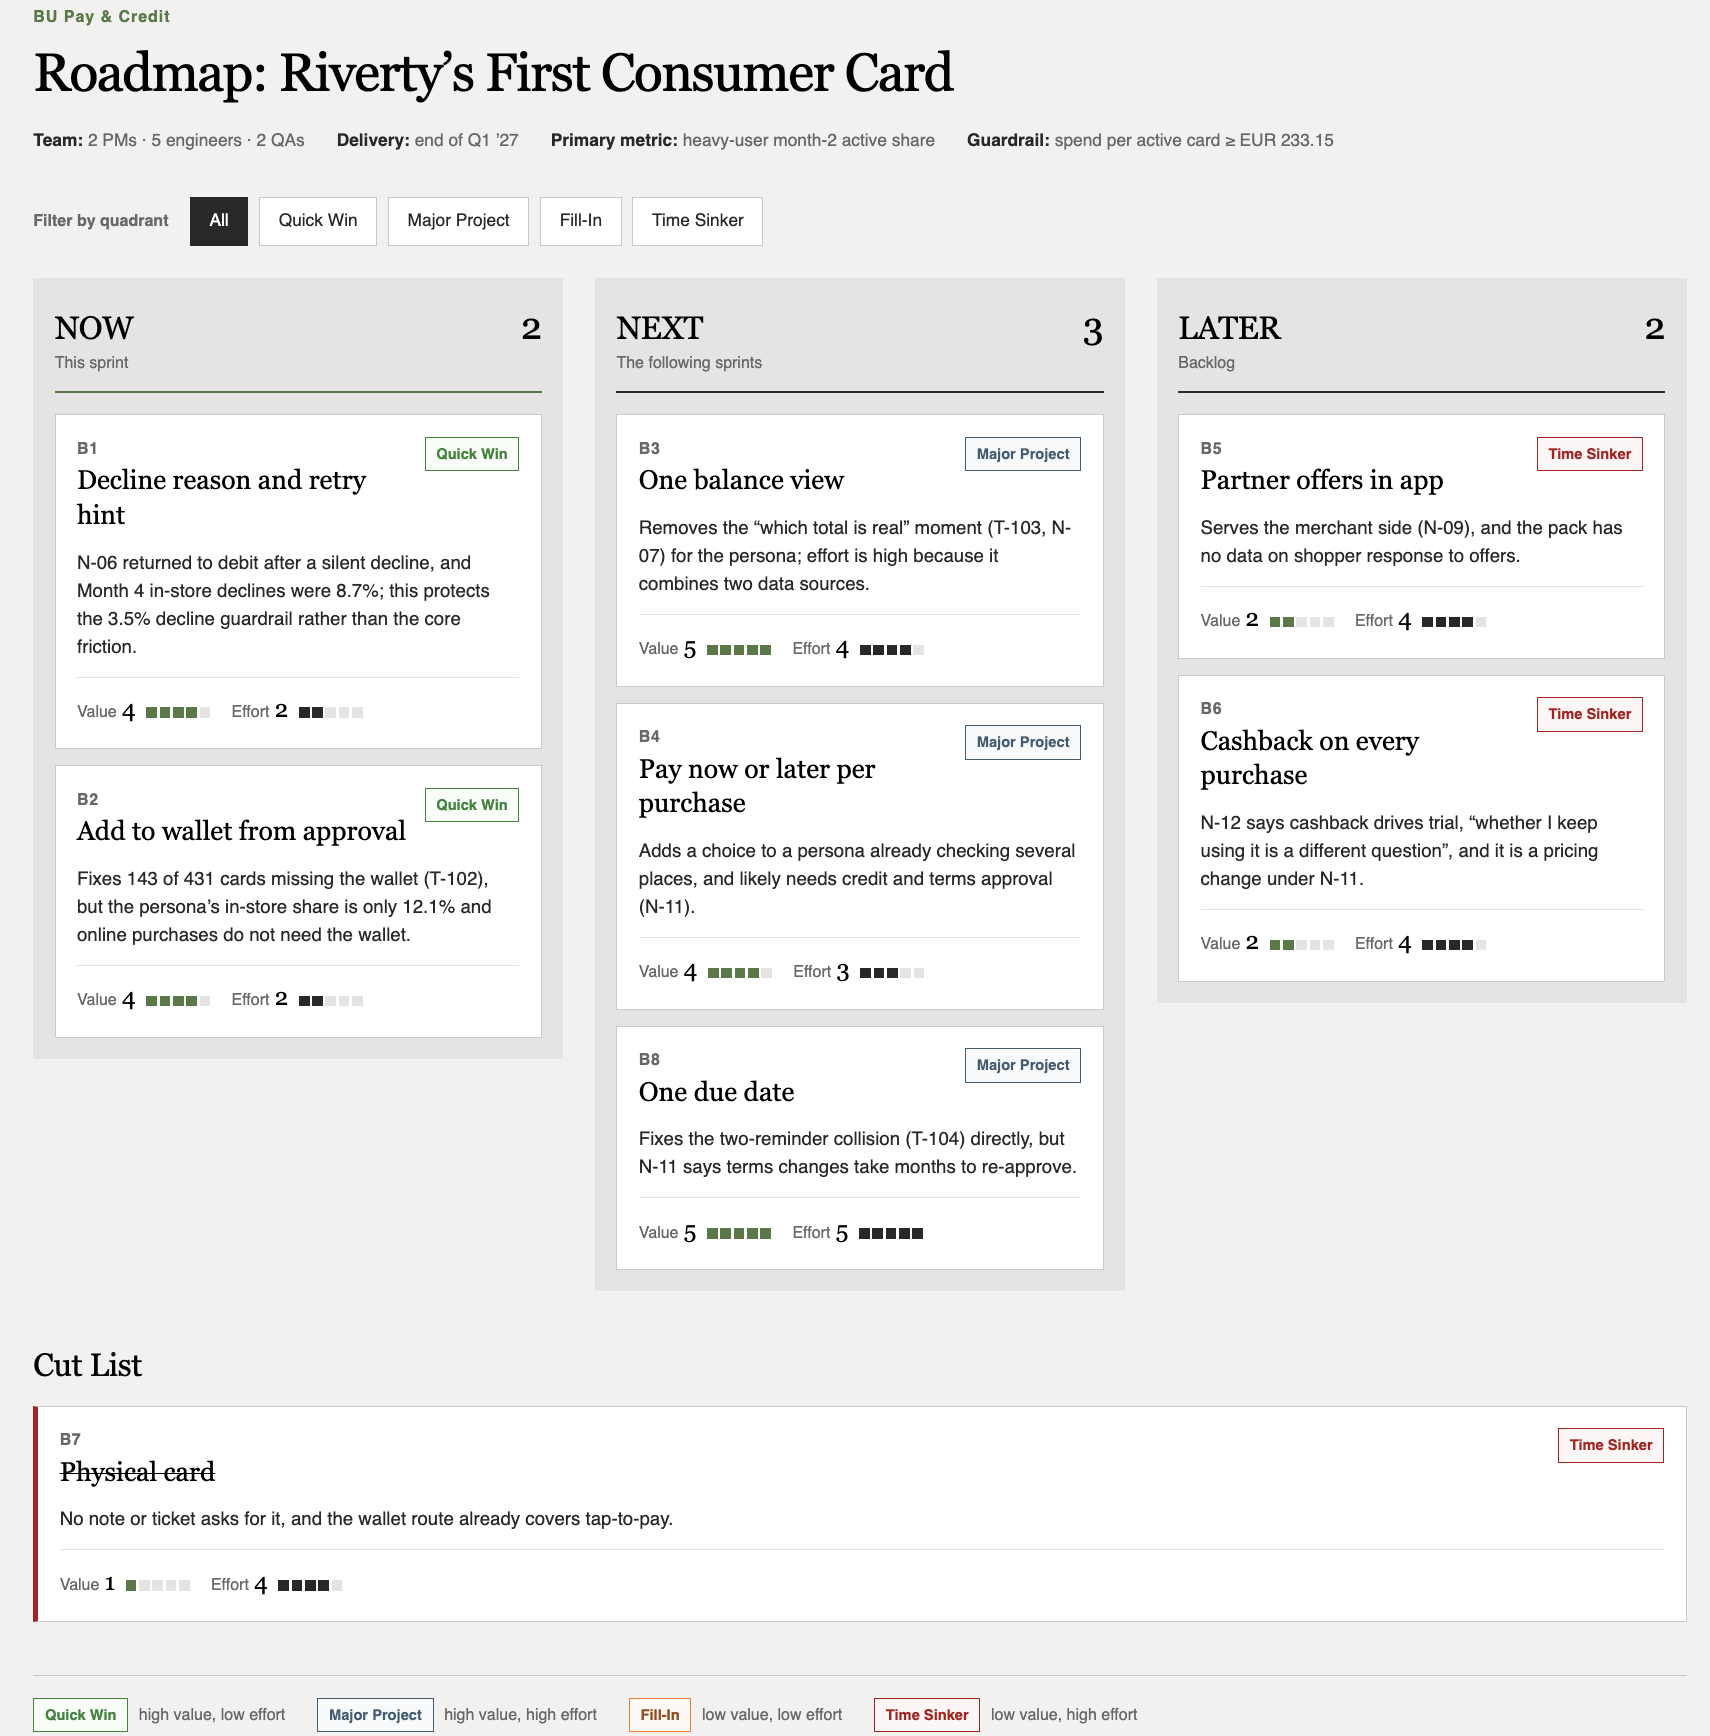 BU Pay & Credit
Roadmap: Riverty’s First Consumer Card
Team: 2 PMs · 5 engineers · 2 QAs Delivery: end of Q1 ’27 Primary metric: heavy-user month-2 active share Guardrail: spend per active card ≥ EUR 233.15
Filter by quadrant All Quick Win Major Project Fill-In Time Sinker
NOW 2
This sprint
B1 Quick Win
Decline reason and retry
hint
N-06 returned to debit after a silent decline, and
Month 4 in-store declines were 8.7%; this protects
the 3.5% decline guardrail rather than the core
friction.
Value 4 Effort 2
B2 Quick Win
Add to wallet from approval
Fixes 143 of 431 cards missing the wallet (T-102),
but the persona’s in-store share is only 12.1% and
online purchases do not need the wallet.
Value 4 Effort 2
NEXT 3
The following sprints
B3 Major Project
One balance view
Removes the “which total is real” moment (T-103, N-
07) for the persona; effort is high because it
combines two data sources.
Value 5 Effort 4
B4 Major Project
Pay now or later per
purchase
Adds a choice to a persona already checking several
places, and likely needs credit and terms approval
(N-11).
Value 4 Effort 3
B8 Major Project
One due date
Fixes the two-reminder collision (T-104) directly, but
N-11 says terms changes take months to re-approve.
Value 5 Effort 5
LATER 2
Backlog
B5 Time Sinker
Partner offers in app
Serves the merchant side (N-09), and the pack has
no data on shopper response to offers.
Value 2 Effort 4
B6 Time Sinker
Cashback on every
purchase
N-12 says cashback drives trial, “whether I keep
using it is a different question”, and it is a pricing
change under N-11.
Value 2 Effort 4
Cut List
B7 Time Sinker
Physical card
No note or ticket asks for it, and the wallet route already covers tap-to-pay.
Value 1 Effort 4
Quick Win high value, low effort Major Project high value, high effort Fill-In low value, low effort Time Sinker low value, high effort